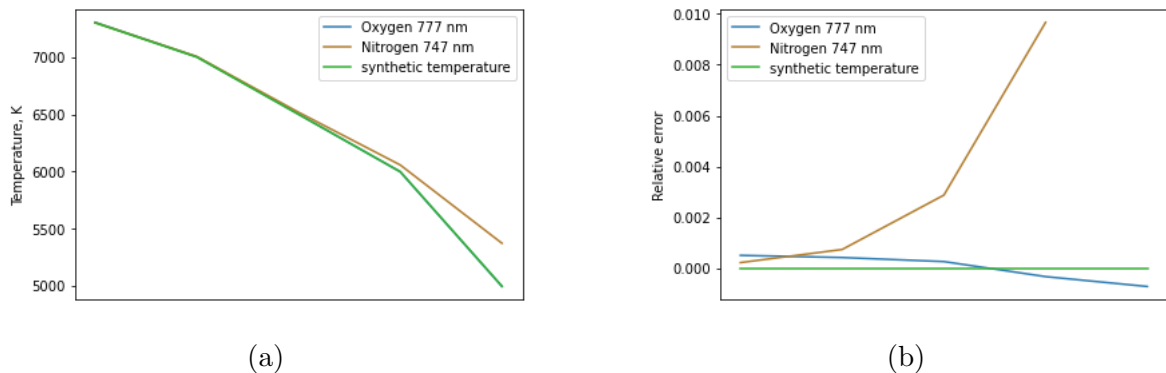 Temperature, K
7000
6500
6000
5500
5000
Oxygen 777 nm
Nitrogen 747 nm
synthetic temperature
(a)
Relative error
0.010
0.008
0.006
0.004
0.002
0.000
Oxygen 777 nm
Nitrogen 747 nm
synthetic temperature
(b)